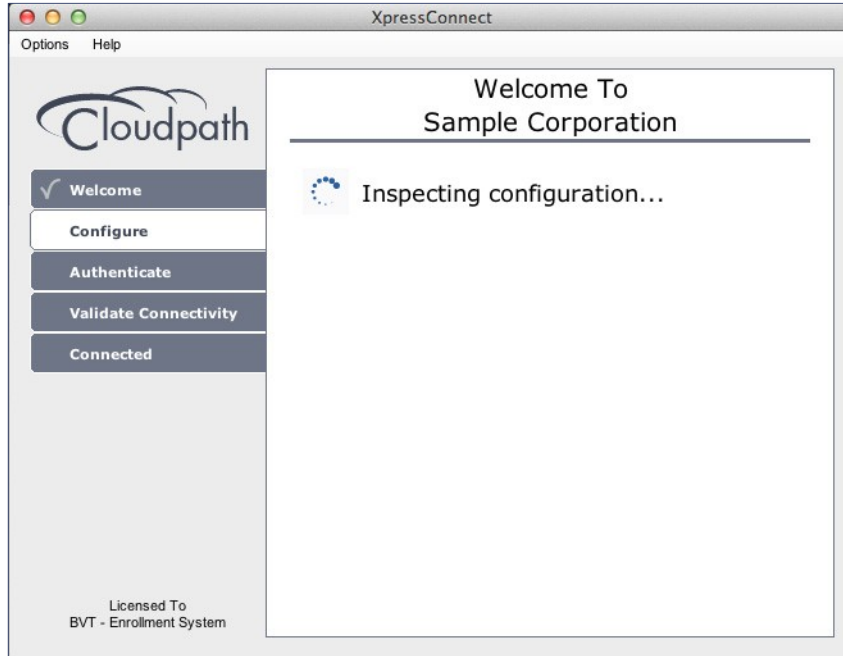 XpressConnect
Options Help
Cloudpath
Welcome
Configure
Authenticate
Validate Connectivity
Connected
Licensed To
BVT - Enrollment System
Welcome To
Sample Corporation
Inspecting configuration...